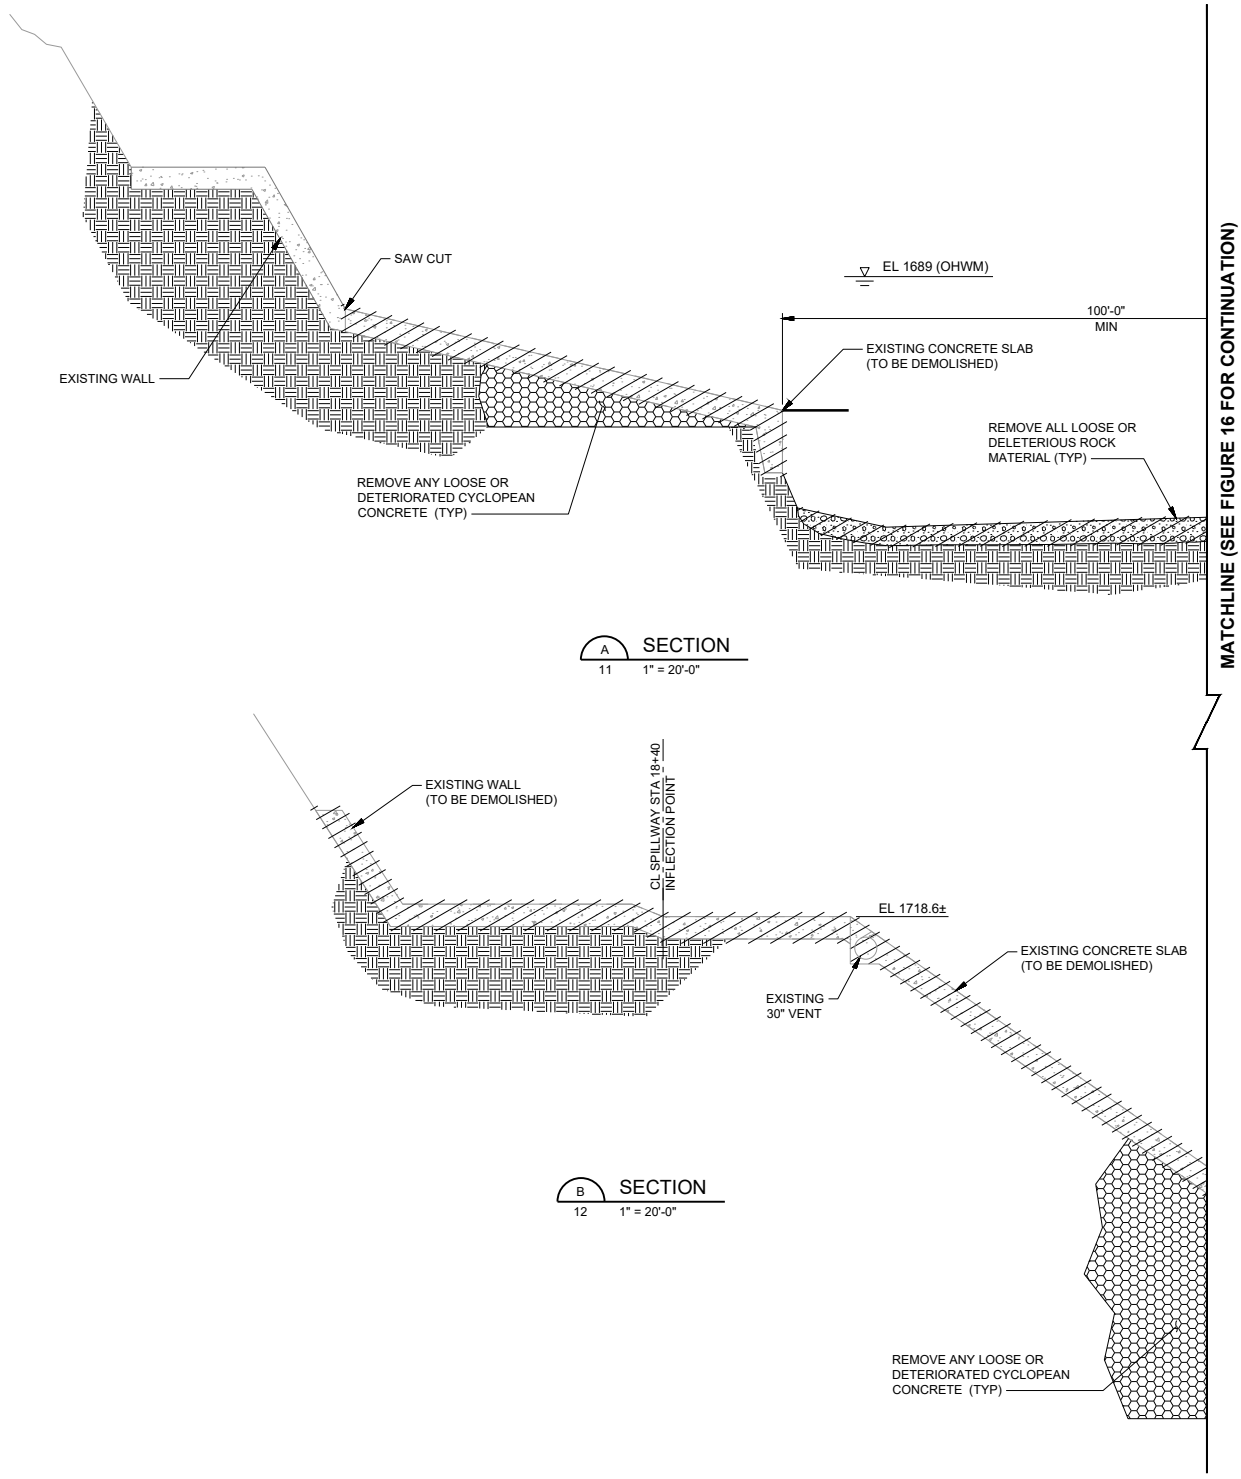 SAW CUT
EL 1689 (OHWM)
100'-0"
MIN
EXISTING CONCRETE SLAB
(TO BE DEMOLISHED)
EXISTING WALL
REMOVE ALL LOOSE OR
DELETERIOUS ROCK
MATERIAL (TYP)
REMOVE ANY LOOSE OR
DETERIORATED CYCLOPEAN
CONCRETE (TYP)
MATCHLINE (SEE FIGURE 16 FOR CONTINUATION)
A
SECTION
11
1" = 20'-0"
EXISTING WALL
(TO BE DEMOLISHED)
CL SPILLWAY STA 18+40
INFLECTION POINT
EL 1718.6±
EXISTING CONCRETE SLAB
(TO BE DEMOLISHED)
EXISTING
30" VENT
B
SECTION
12
1" = 20'-0"
REMOVE ANY LOOSE OR
DETERIORATED CYCLOPEAN
CONCRETE (TYP)